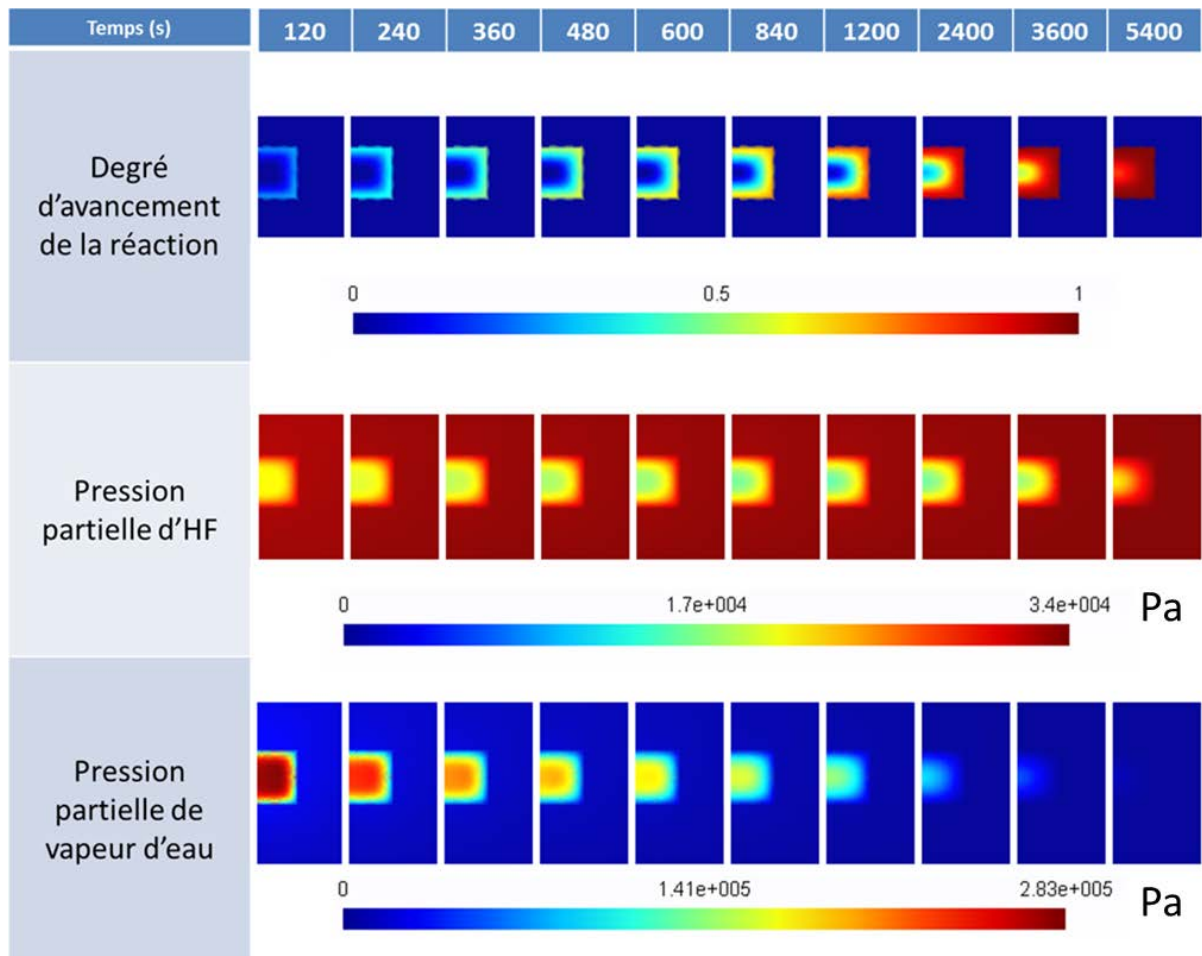 Temps (s) 120 240 360 480 600 840 1200 2400 3600 5400
Degré
d'avancement
de la réaction
0 0.5 1
Pression
partielle d'HF
0 1.7e+004 3.4e+004 Pa
Pression
partielle de
vapeur d'eau
0 1.41e+005 2.83e+005 Pa